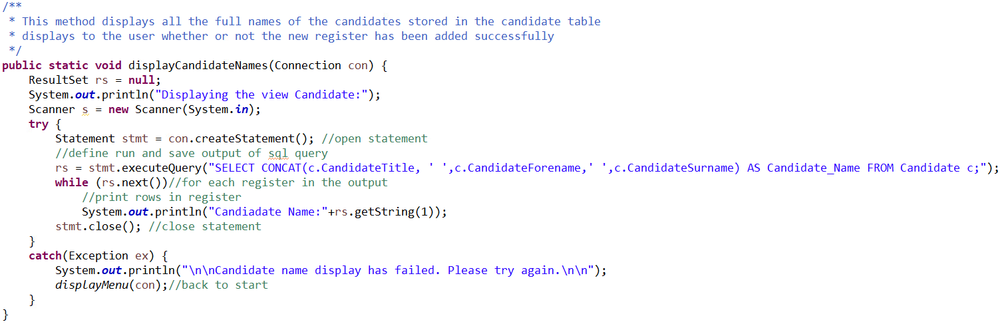 /**
 * This method displays all the full names of the candidates stored in the candidate table
 * displays to the user whether or not the new register has been added successfully
 */
public static void displayCandidateNames(Connection con) {
    ResultSet rs = null;
    System.out.println("Displaying the view Candidate:");
    Scanner s = new Scanner(System.in);
    try {
        Statement stmt = con.createStatement(); //open statement
        //define run and save output of sql query
        rs = stmt.executeQuery("SELECT CONCAT(c.CandidateTitle, ' ',c.CandidateForename,' ',c.CandidateSurname) AS Candidate_Name FROM Candidate c;");
        while (rs.next())//for each register in the output
            //print rows in register
            System.out.println("Candiadate Name:"+rs.getString(1));
        stmt.close(); //close statement
    }
    catch(Exception ex) {
        System.out.println("\n\nCandidate name display has failed. Please try again.\n\n");
        displayMenu(con);//back to start
    }
}